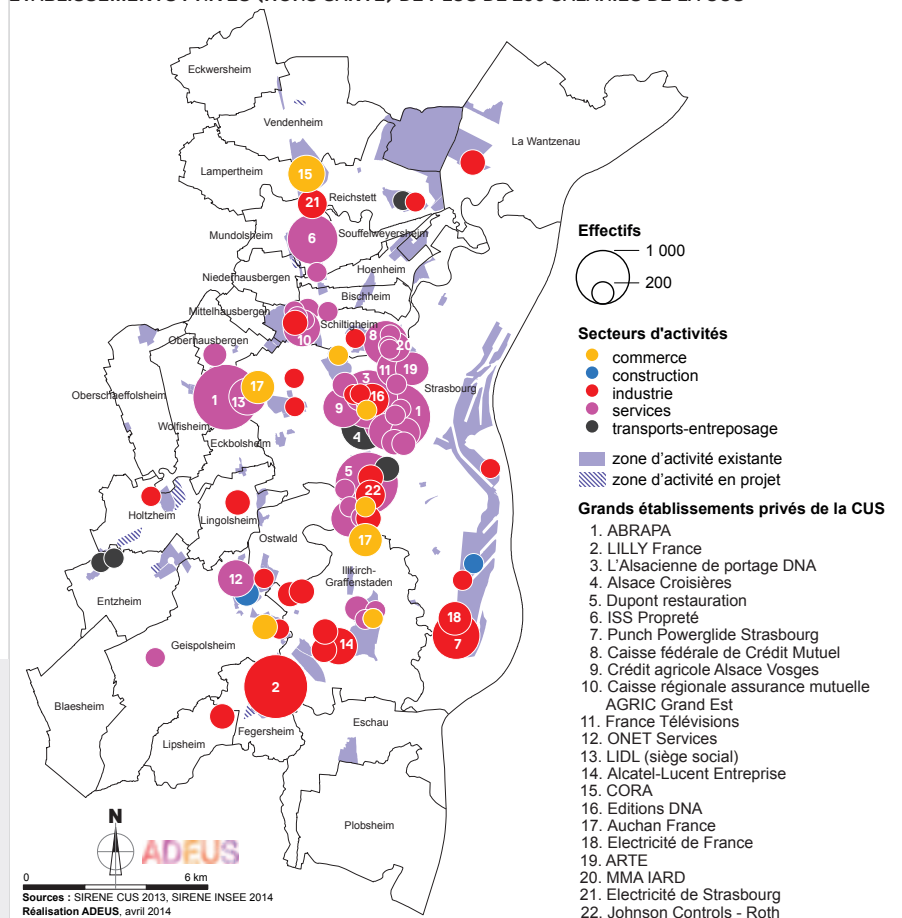 Eckwersheim
Vendenheim
La Wantzenau
Lampertheim
15
21
Reichstett
Mundolsheim
6
Souffelweyersheim
Niederhausbergen
Hoenheim
Bischheim
Mittelhausbergen
Schiltigheim
10
8
20
Oberhausbergen
11
19
3
Strasbourg
Oberschaeffolsheim
1
13
17
9
16
1
Wolfisheim
4
Eckbolsheim
5
22
Holtzheim
Lingolsheim
Ostwald
17
Illkirch-
Graffenstaden
12
Entzheim
18
7
14
Geispolsheim
2
Blaesheim
Fegersheim
Eschau
Lipsheim
Plobsheim
N
ADEUS
0 6 km
Sources : SIRENE CUS 2013, SIRENE INSEE 2014
Réalisation ADEUS, avril 2014
Effectifs
1 000
200
Secteurs d'activités
commerce
construction
industrie
services
transports-entreposage
zone d'activité existante
zone d'activité en projet
Grands établissements privés de la CUS
1. ABRAPA
2. LILLY France
3. L'Alsacienne de portage DNA
4. Alsace Croisières
5. Dupont restauration
6. ISS Propreté
7. Punch Powerglide Strasbourg
8. Caisse fédérale de Crédit Mutuel
9. Crédit agricole Alsace Vosges
10. Caisse régionale assurance mutuelle
AGRIC Grand Est
11. France Télévisions
12. ONET Services
13. LIDL (siège social)
14. Alcatel-Lucent Entreprise
15. CORA
16. Editions DNA
17. Auchan France
18. Electricité de France
19. ARTE
20. MMA IARD
21. Electricité de Strasbourg
22. Johnson Controls - Roth